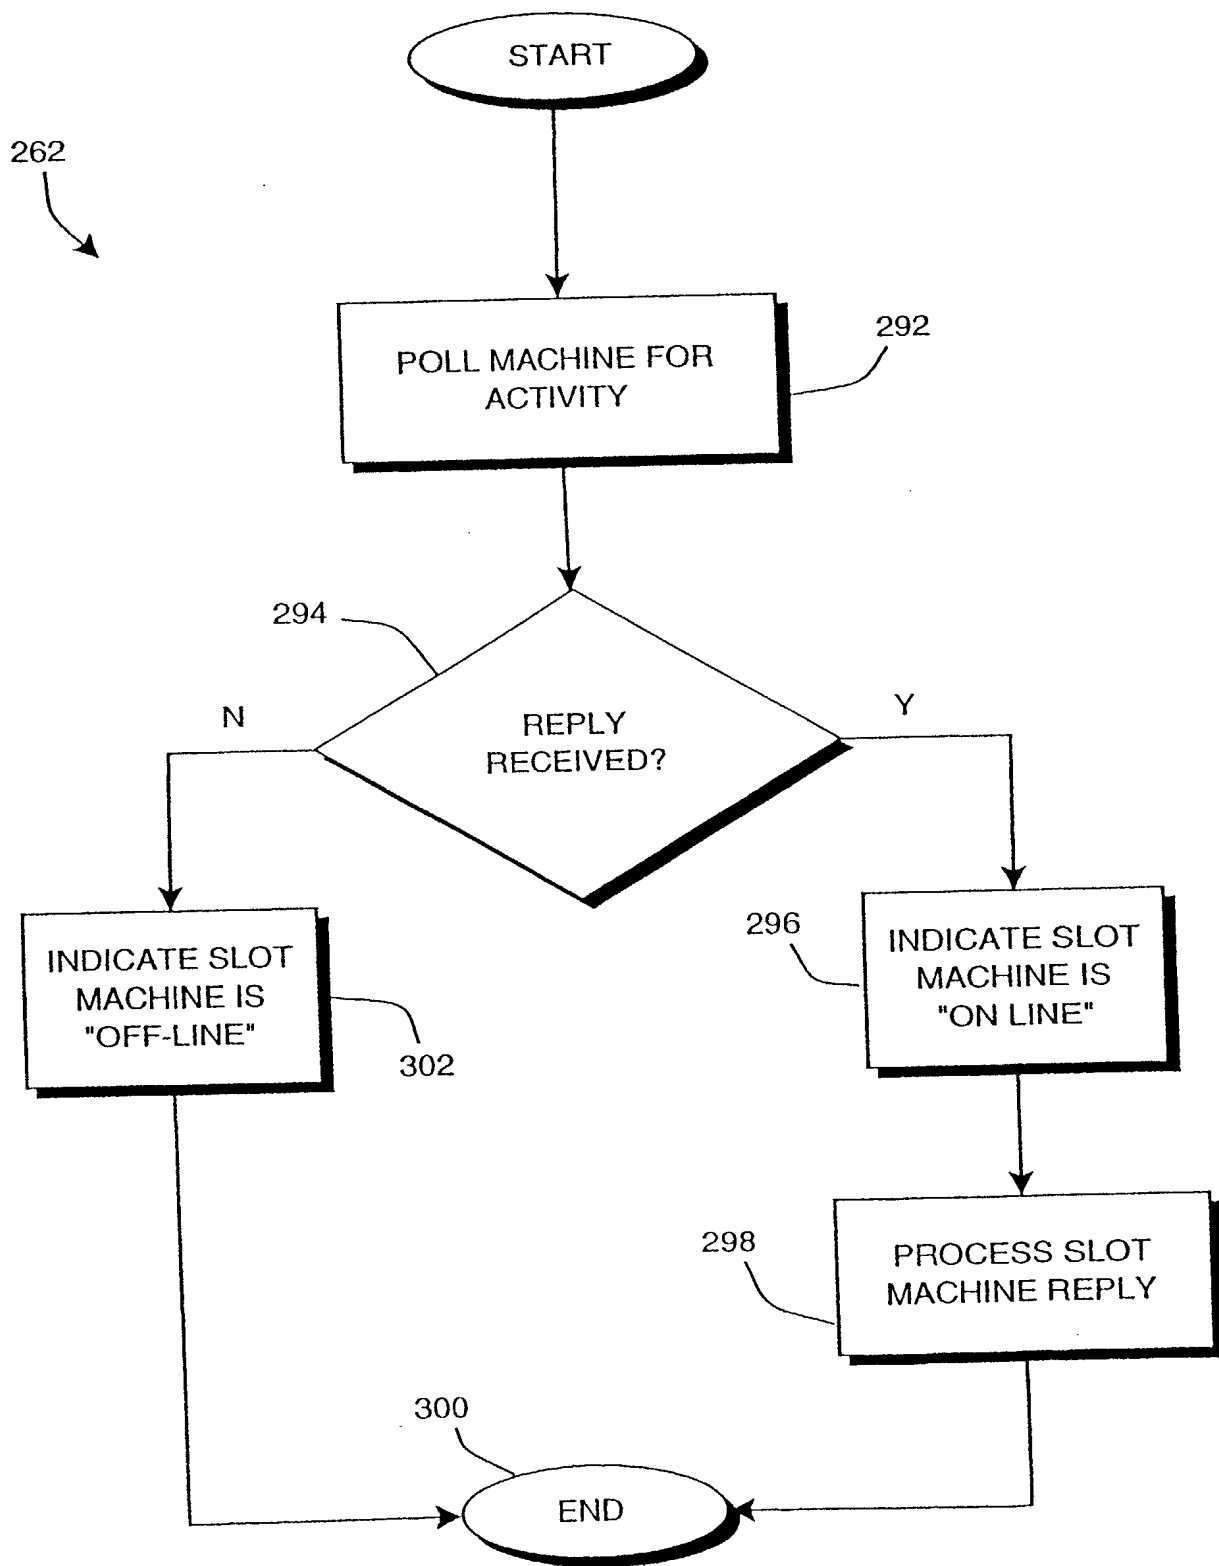 START
262
POLL MACHINE FOR
ACTIVITY
292
294
N
REPLY
RECEIVED?
Y
INDICATE SLOT
MACHINE IS
"OFF-LINE"
302
296
INDICATE SLOT
MACHINE IS
"ON LINE"
298
PROCESS SLOT
MACHINE REPLY
300
END